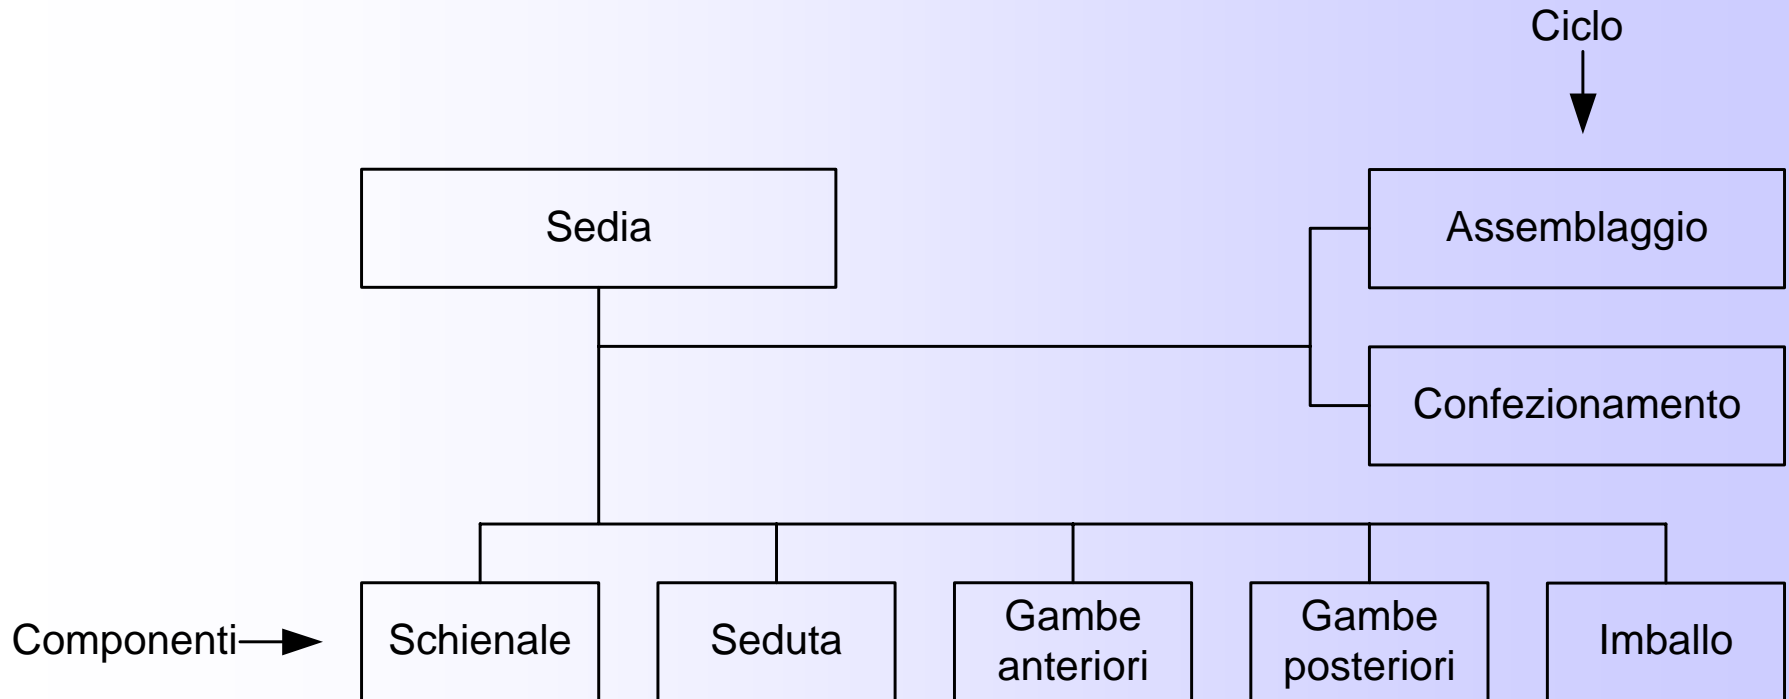 Ciclo
Sedia
Assemblaggio
Confezionamento
Componenti
Schienale
Seduta
Gambe
anteriori
Gambe
posteriori
Imballo